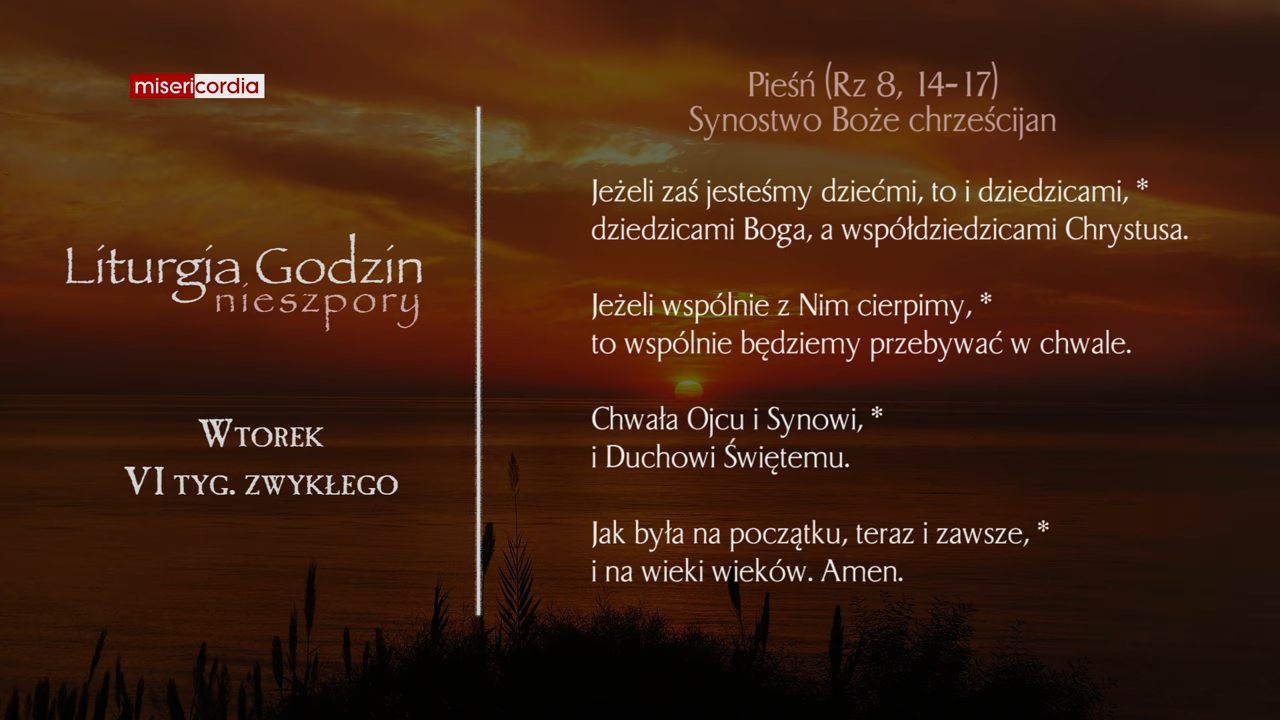 misericordia
Liturgia Godzin
nieszpory
Wtorek
VI tyg. zwykłego
Pieśń (Rz 8, 14-17)
Synostwo Boże chrześcijan
Jeżeli zaś jesteśmy dziećmi, to i dziedzicami, *
dziedzicami Boga, a współdziedzicami Chrystusa.
Jeżeli wspólnie z Nim cierpimy, *
to wspólnie będziemy przebywać w chwale.
Chwała Ojcu i Synowi, *
i Duchowi Świętemu.
Jak była na początku, teraz i zawsze, *
i na wieki wieków. Amen.